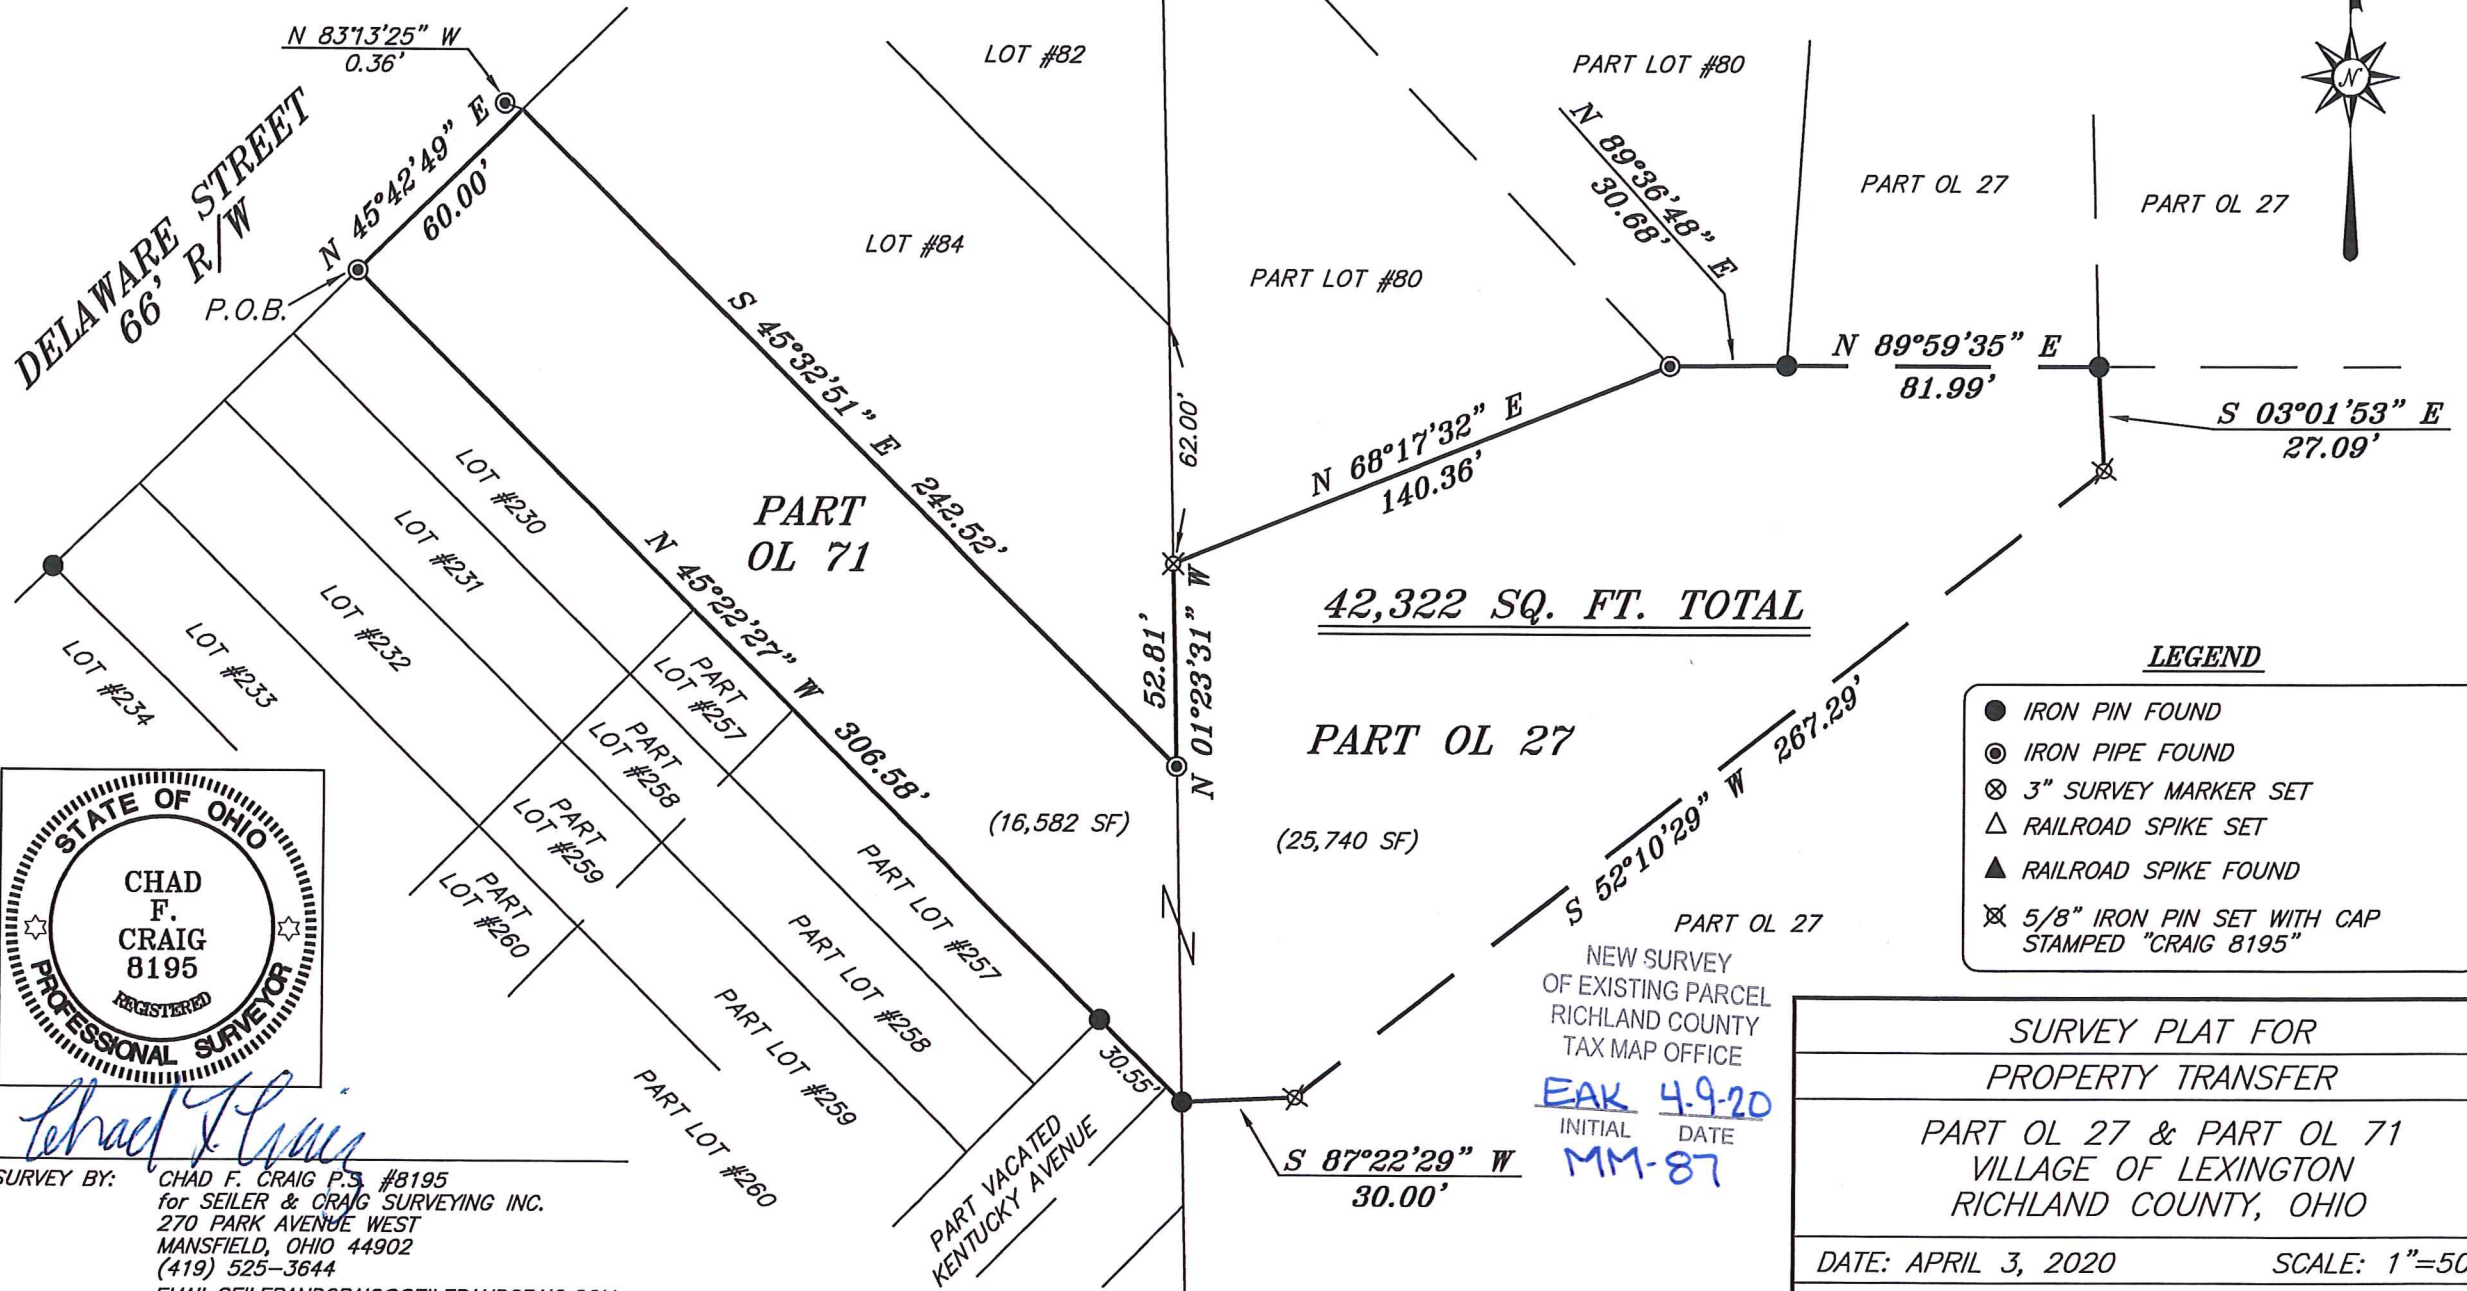 N 83°13'25" W
0.36'
DELAWARE STREET
66' R/W
N 45°42'49" E
60.00'
P.O.B.
LOT #82
LOT #84
PART LOT #80
PART LOT #80
N 89°36'48" E
30.68'
PART OL 27
PART OL 27
N
S 45°32'51" E 242.52'
62.00'
N 68°17'32" E
140.36'
N 89°59'35" E
81.99'
S 03°01'53" E
27.09'
PART
OL 71
N 45°22'27" W 306.58'
52.81'
N 01°23'31" W
42,322 SQ. FT. TOTAL
PART OL 27
(16,582 SF)
(25,740 SF)
S 52°10'29" W 267.29'
PART OL 27
LOT #230
LOT #231
LOT #232
LOT #233
LOT #234
PART
LOT #257
PART
LOT #258
PART
LOT #259
PART
LOT #260
PART LOT #257
PART LOT #258
PART LOT #259
PART LOT #260
30.55'
PART VACATED
KENTUCKY AVENUE
S 87°22'29" W
30.00'
LEGEND
IRON PIN FOUND
IRON PIPE FOUND
3" SURVEY MARKER SET
RAILROAD SPIKE SET
RAILROAD SPIKE FOUND
5/8" IRON PIN SET WITH CAP
STAMPED "CRAIG 8195"
NEW SURVEY
OF EXISTING PARCEL
RICHLAND COUNTY
TAX MAP OFFICE
EAK 4-9-20
INITIAL DATE
MM-87
STATE OF OHIO
CHAD
F.
CRAIG
8195
REGISTERED
PROFESSIONAL SURVEYOR
Chad F. Craig
SURVEY BY: CHAD F. CRAIG P.S. #8195
for SEILER & CRAIG SURVEYING INC.
270 PARK AVENUE WEST
MANSFIELD, OHIO 44902
(419) 525-3644
SURVEY PLAT FOR
PROPERTY TRANSFER
PART OL 27 & PART OL 71
VILLAGE OF LEXINGTON
RICHLAND COUNTY, OHIO
DATE: APRIL 3, 2020 SCALE: 1"=50